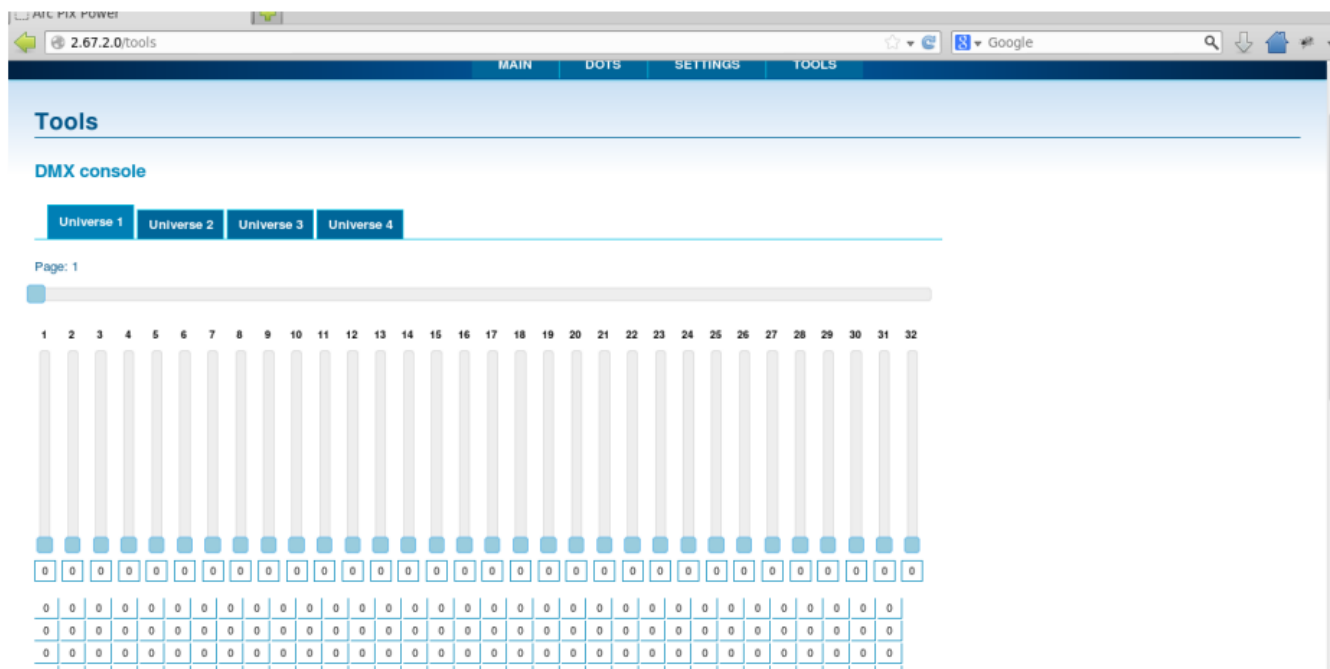 Arc Pix Power
2.67.2.0/tools
Google
MAIN DOTS SETTINGS TOOLS
Tools
DMX console
Universe 1 Universe 2 Universe 3 Universe 4
Page: 1
1 2 3 4 5 6 7 8 9 10 11 12 13 14 15 16 17 18 19 20 21 22 23 24 25 26 27 28 29 30 31 32
0 0 0 0 0 0 0 0 0 0 0 0 0 0 0 0 0 0 0 0 0 0 0 0 0 0 0 0 0 0 0 0
0 0 0 0 0 0 0 0 0 0 0 0 0 0 0 0 0 0 0 0 0 0 0 0 0 0 0 0 0 0 0 0 0
0 0 0 0 0 0 0 0 0 0 0 0 0 0 0 0 0 0 0 0 0 0 0 0 0 0 0 0 0 0 0 0 0
0 0 0 0 0 0 0 0 0 0 0 0 0 0 0 0 0 0 0 0 0 0 0 0 0 0 0 0 0 0 0 0 0